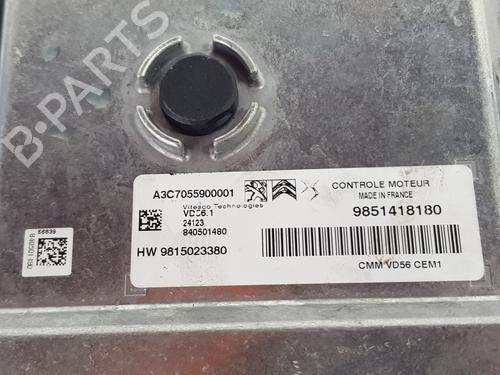 B-PARTS
A3C7055900001
Vitesco Technologies
VD56.1
24123
840501480
HW 9815023380
CONTROLE MOTEUR
MADE IN FRANCE
9851418180
CMM VD56 CEM1
56839